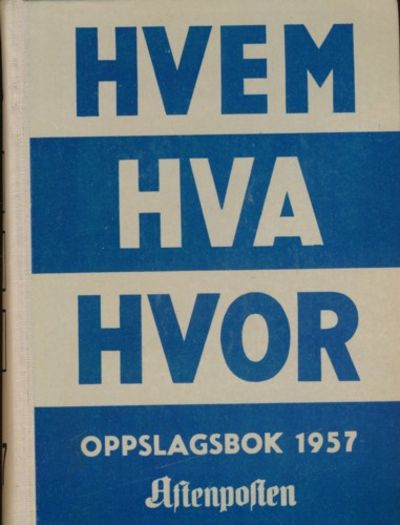 HVEM
HVA
HVOR
OPPSLAGSBOK 1957
Aftenposten